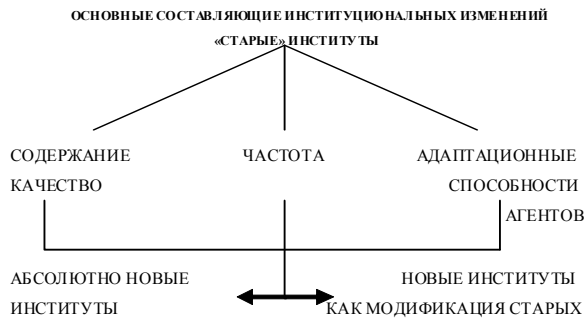 ОСНОВНЫЕ СОСТАВЛЯЮЩИЕ ИНСТИТУЦИОНАЛЬНЫХ ИЗМЕНЕНИЙ
«СТАРЫЕ» ИНСТИТУТЫ
СОДЕРЖАНИЕ ЧАСТОТА АДАПТАЦИОННЫЕ
КАЧЕСТВО СПОСОБНОСТИ
АГЕНТОВ
АБСОЛЮТНО НОВЫЕ НОВЫЕ ИНСТИТУТЫ
ИНСТИТУТЫ КАК МОДИФИКАЦИЯ СТАРЫХ